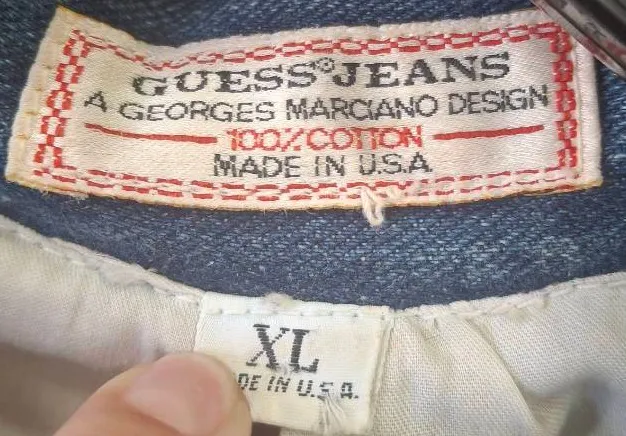 GUESS® JEANS
A GEORGES MARCIANO DESIGN
100% COTTON
MADE IN U.S.A
XL
DE IN U.S.A.